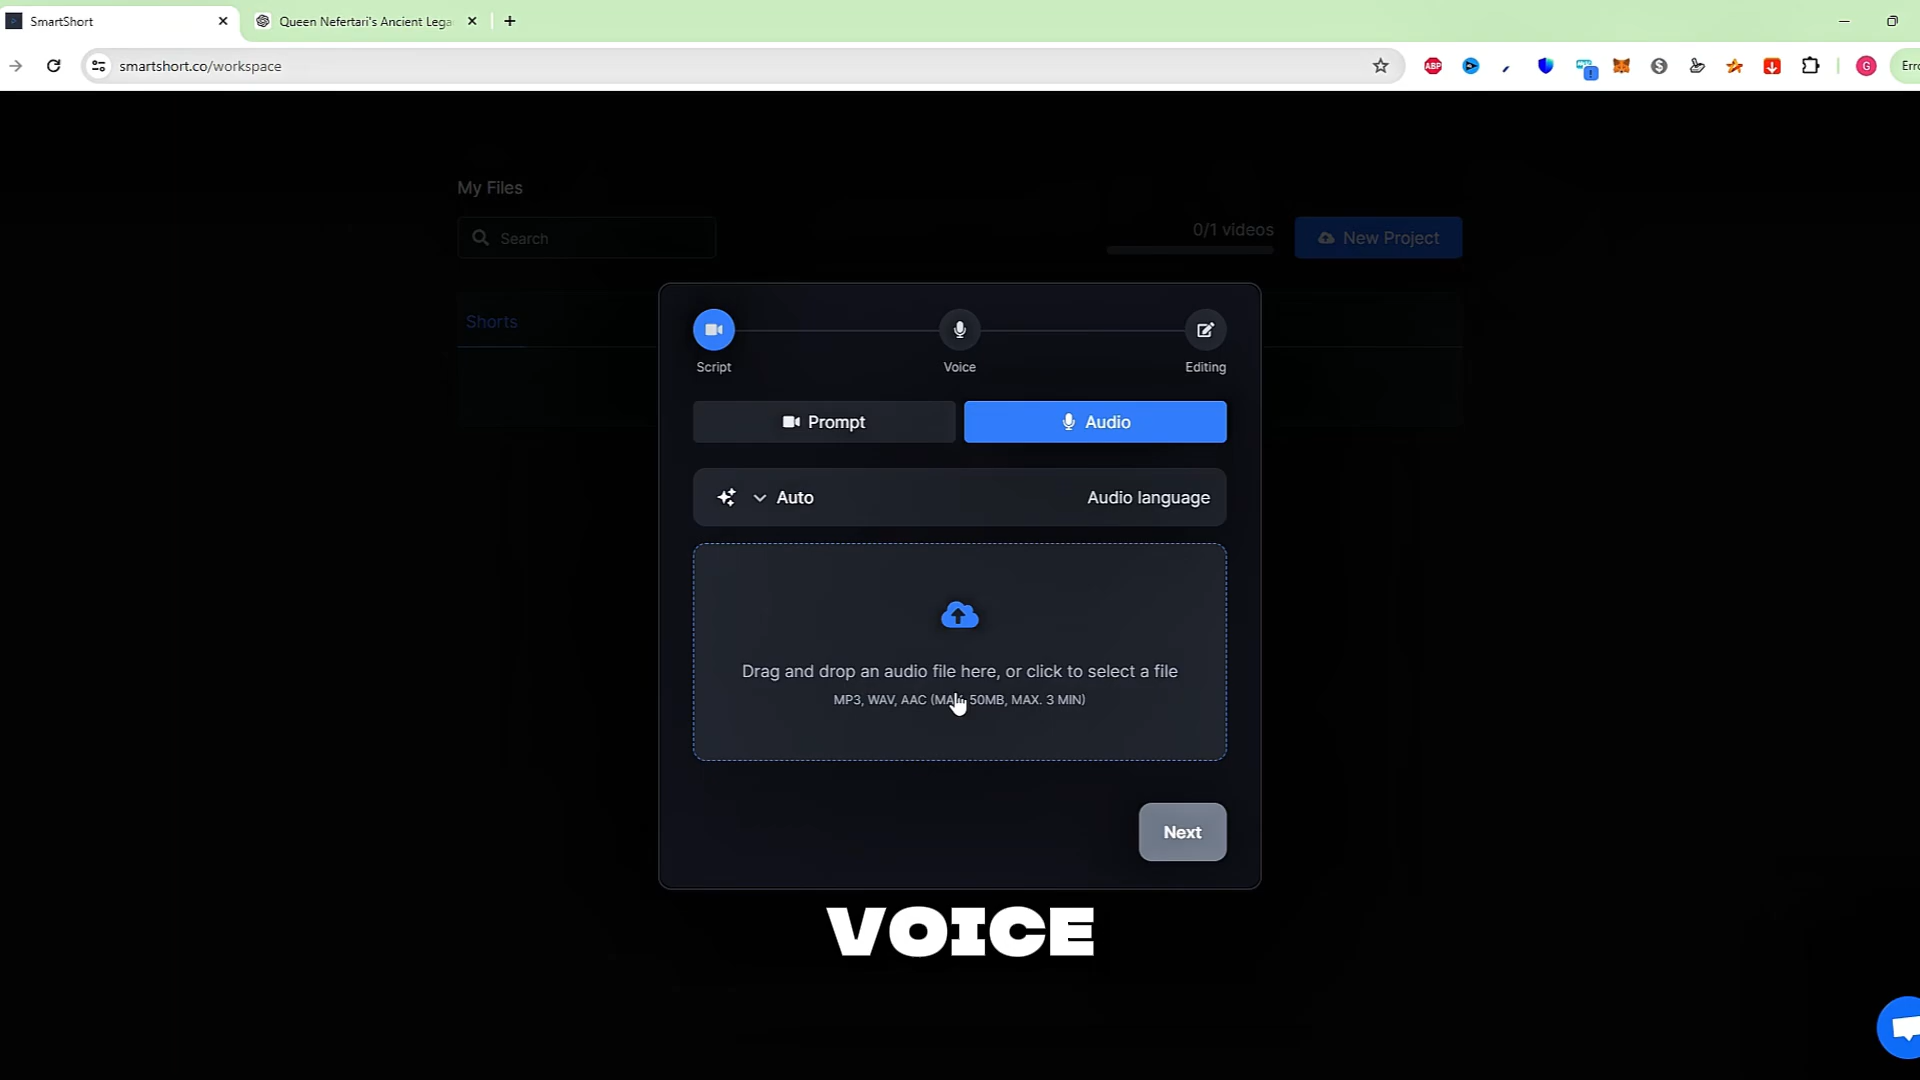 SmartShort
Queen Nefertari's Ancient Lega
smartshort.co/workspace
ABP
G
Erro
My Files
Search
0/1 videos
New Project
Shorts
Script
Voice
Editing
Prompt
Audio
Auto
Audio language
Drag and drop an audio file here, or click to select a file
MP3, WAV, AAC (MAX. 50MB, MAX. 3 MIN)
Next
VOICE